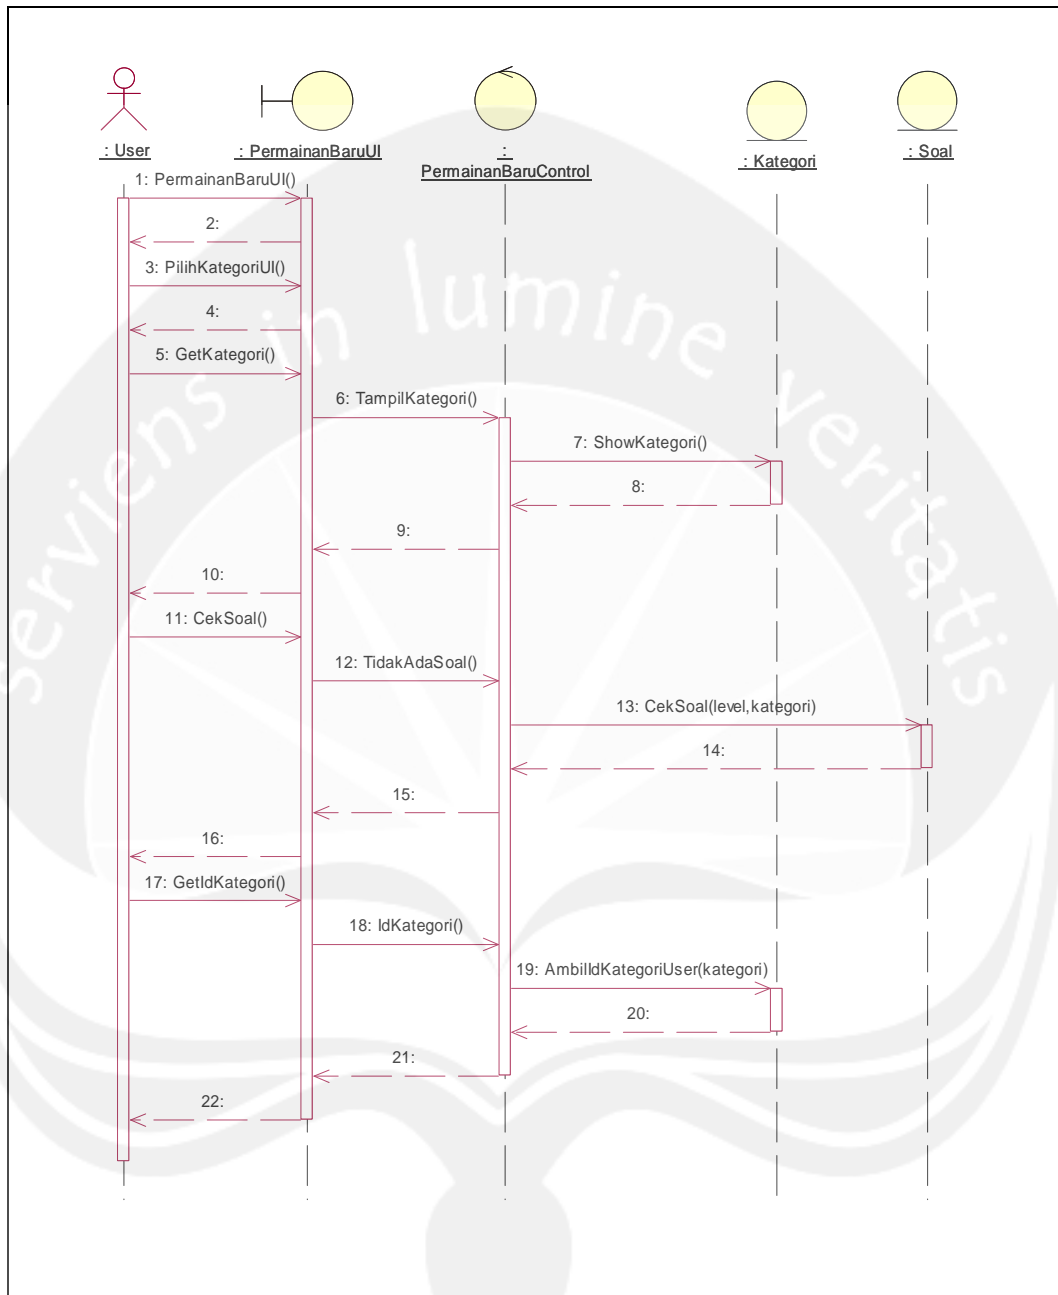 : User
: PermainanBaruUI
:
PermainanBaruControl
: Kategori
: Soal
1: PermainanBaruUI()
2:
3: PilihKategoriUI()
4:
5: GetKategori()
6: TampilKategori()
7: ShowKategori()
8:
9:
10:
11: CekSoal()
12: TidakAdaSoal()
13: CekSoal(level,kategori)
14:
15:
16:
17: GetIdKategori()
18: IdKategori()
19: AmbilIdKategoriUser(kategori)
20:
21:
22:
serviens in lumine veritatis